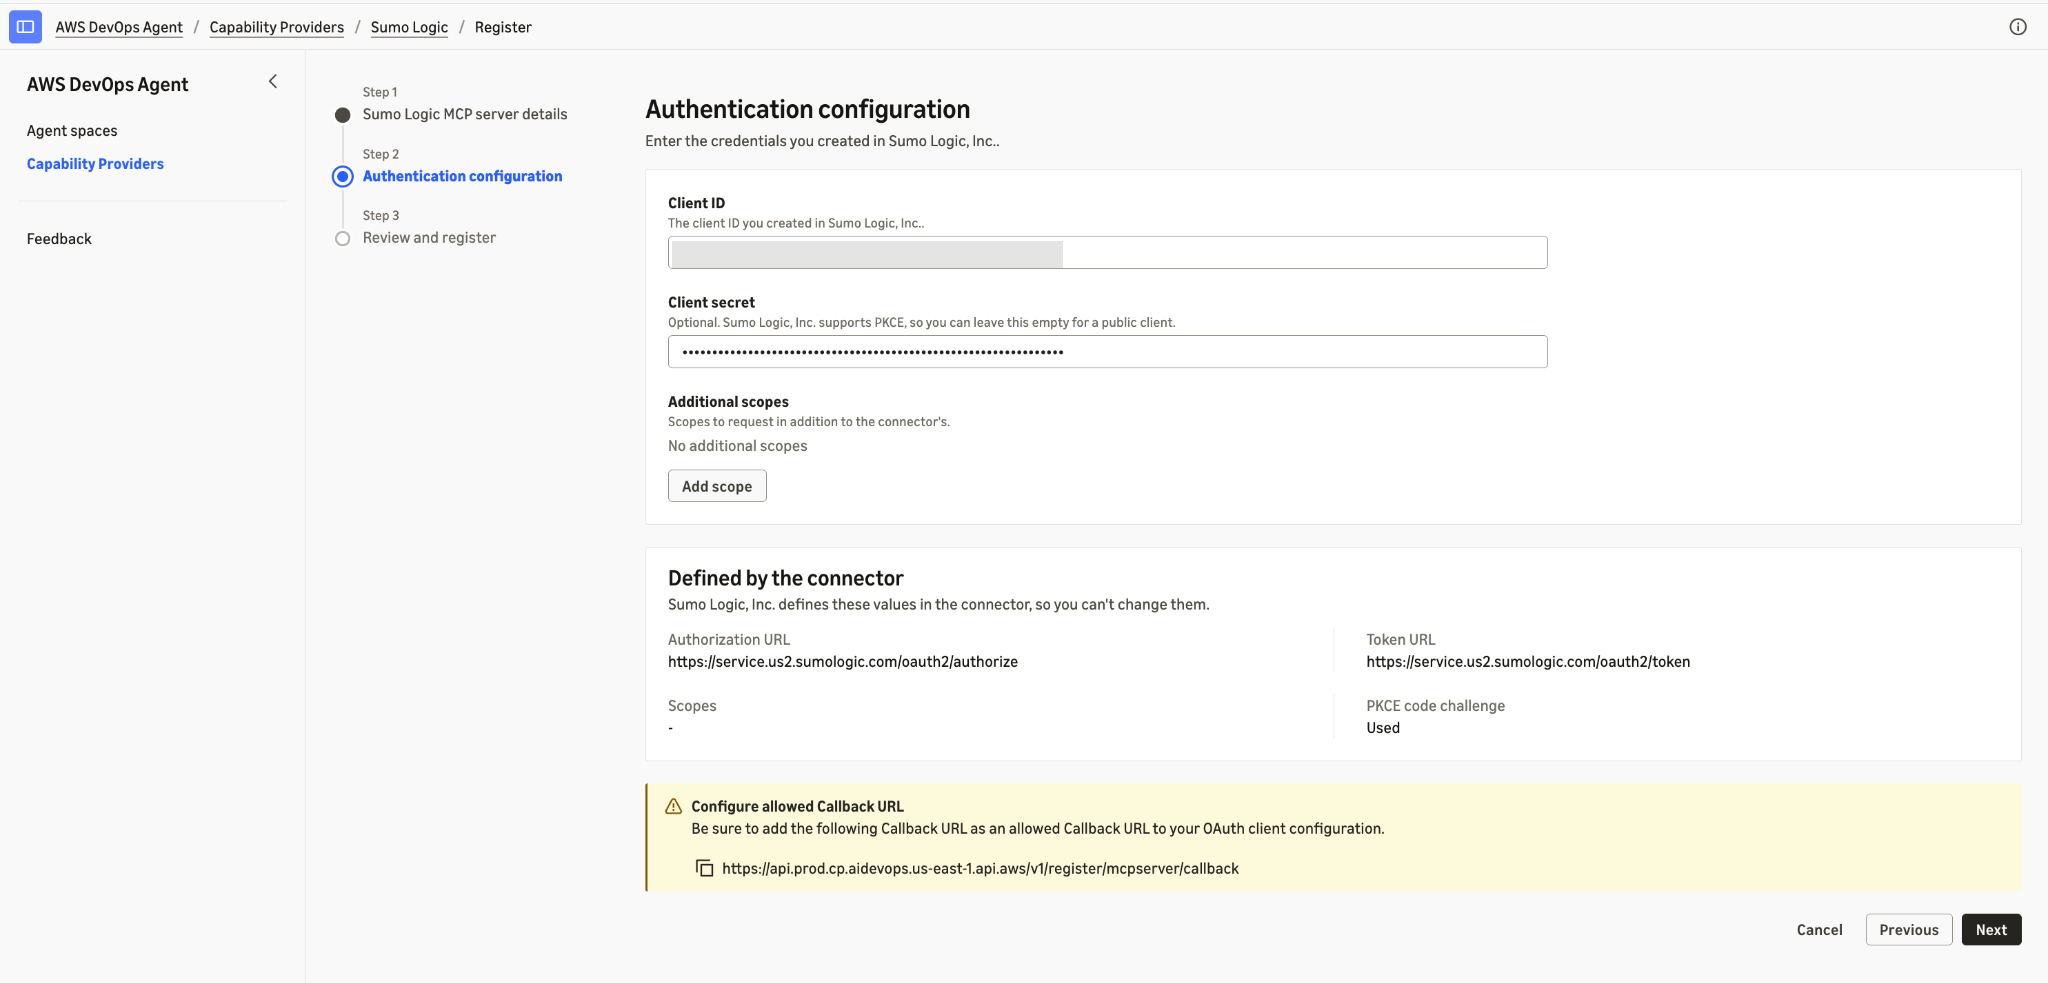 AWS DevOps Agent / Capability Providers / Sumo Logic / Register
AWS DevOps Agent
Agent spaces
Capability Providers
Feedback
Step 1
Sumo Logic MCP server details
Step 2
Authentication configuration
Step 3
Review and register
Authentication configuration
Enter the credentials you created in Sumo Logic, Inc..
Client ID
The client ID you created in Sumo Logic, Inc..
Client secret
Optional. Sumo Logic, Inc. supports PKCE, so you can leave this empty for a public client.
Additional scopes
Scopes to request in addition to the connector's.
No additional scopes
Add scope
Defined by the connector
Sumo Logic, Inc. defines these values in the connector, so you can't change them.
Authorization URL
https://service.us2.sumologic.com/oauth2/authorize
Token URL
https://service.us2.sumologic.com/oauth2/token
Scopes
-
PKCE code challenge
Used
Configure allowed Callback URL
Be sure to add the following Callback URL as an allowed Callback URL to your OAuth client configuration.
https://api.prod.cp.aidevops.us-east-1.api.aws/v1/register/mcpserver/callback
Cancel
Previous
Next